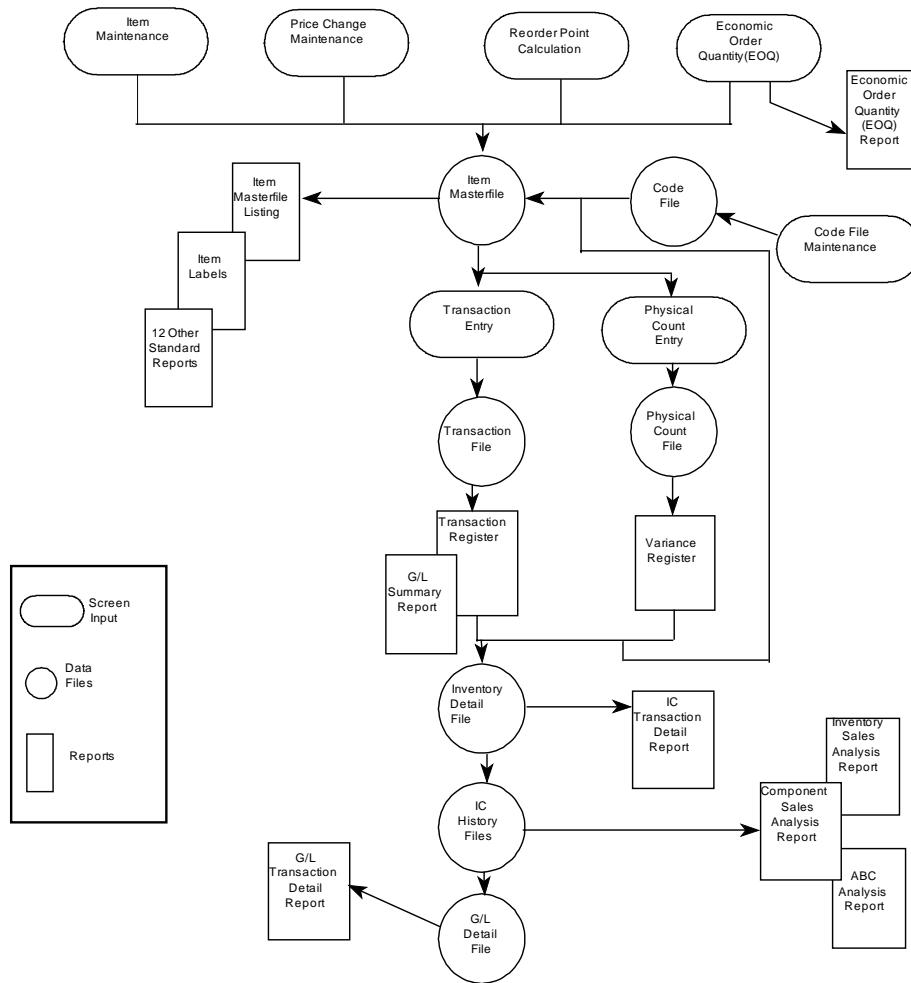 Item
Maintenance
Price Change
Maintenance
Reorder Point
Calculation
Economic
Order
Quantity(EOQ)
Economic
Order
Quantity
(EOQ)
Report
Item
Masterfile
Listing
Item
Masterfile
Code
File
Code File
Maintenance
Item
Labels
12 Other
Standard
Reports
Transaction
Entry
Physical
Count
Entry
Transaction
File
Physical
Count
File
Transaction
Register
G/L
Summary
Report
Variance
Register
Screen
Input
Data
Files
Reports
Inventory
Detail
File
IC
Transaction
Detail
Report
Inventory
Sales
Analysis
Report
IC
History
Files
Component
Sales
Analysis
Report
ABC
Analysis
Report
G/L
Transaction
Detail
Report
G/L
Detail
File